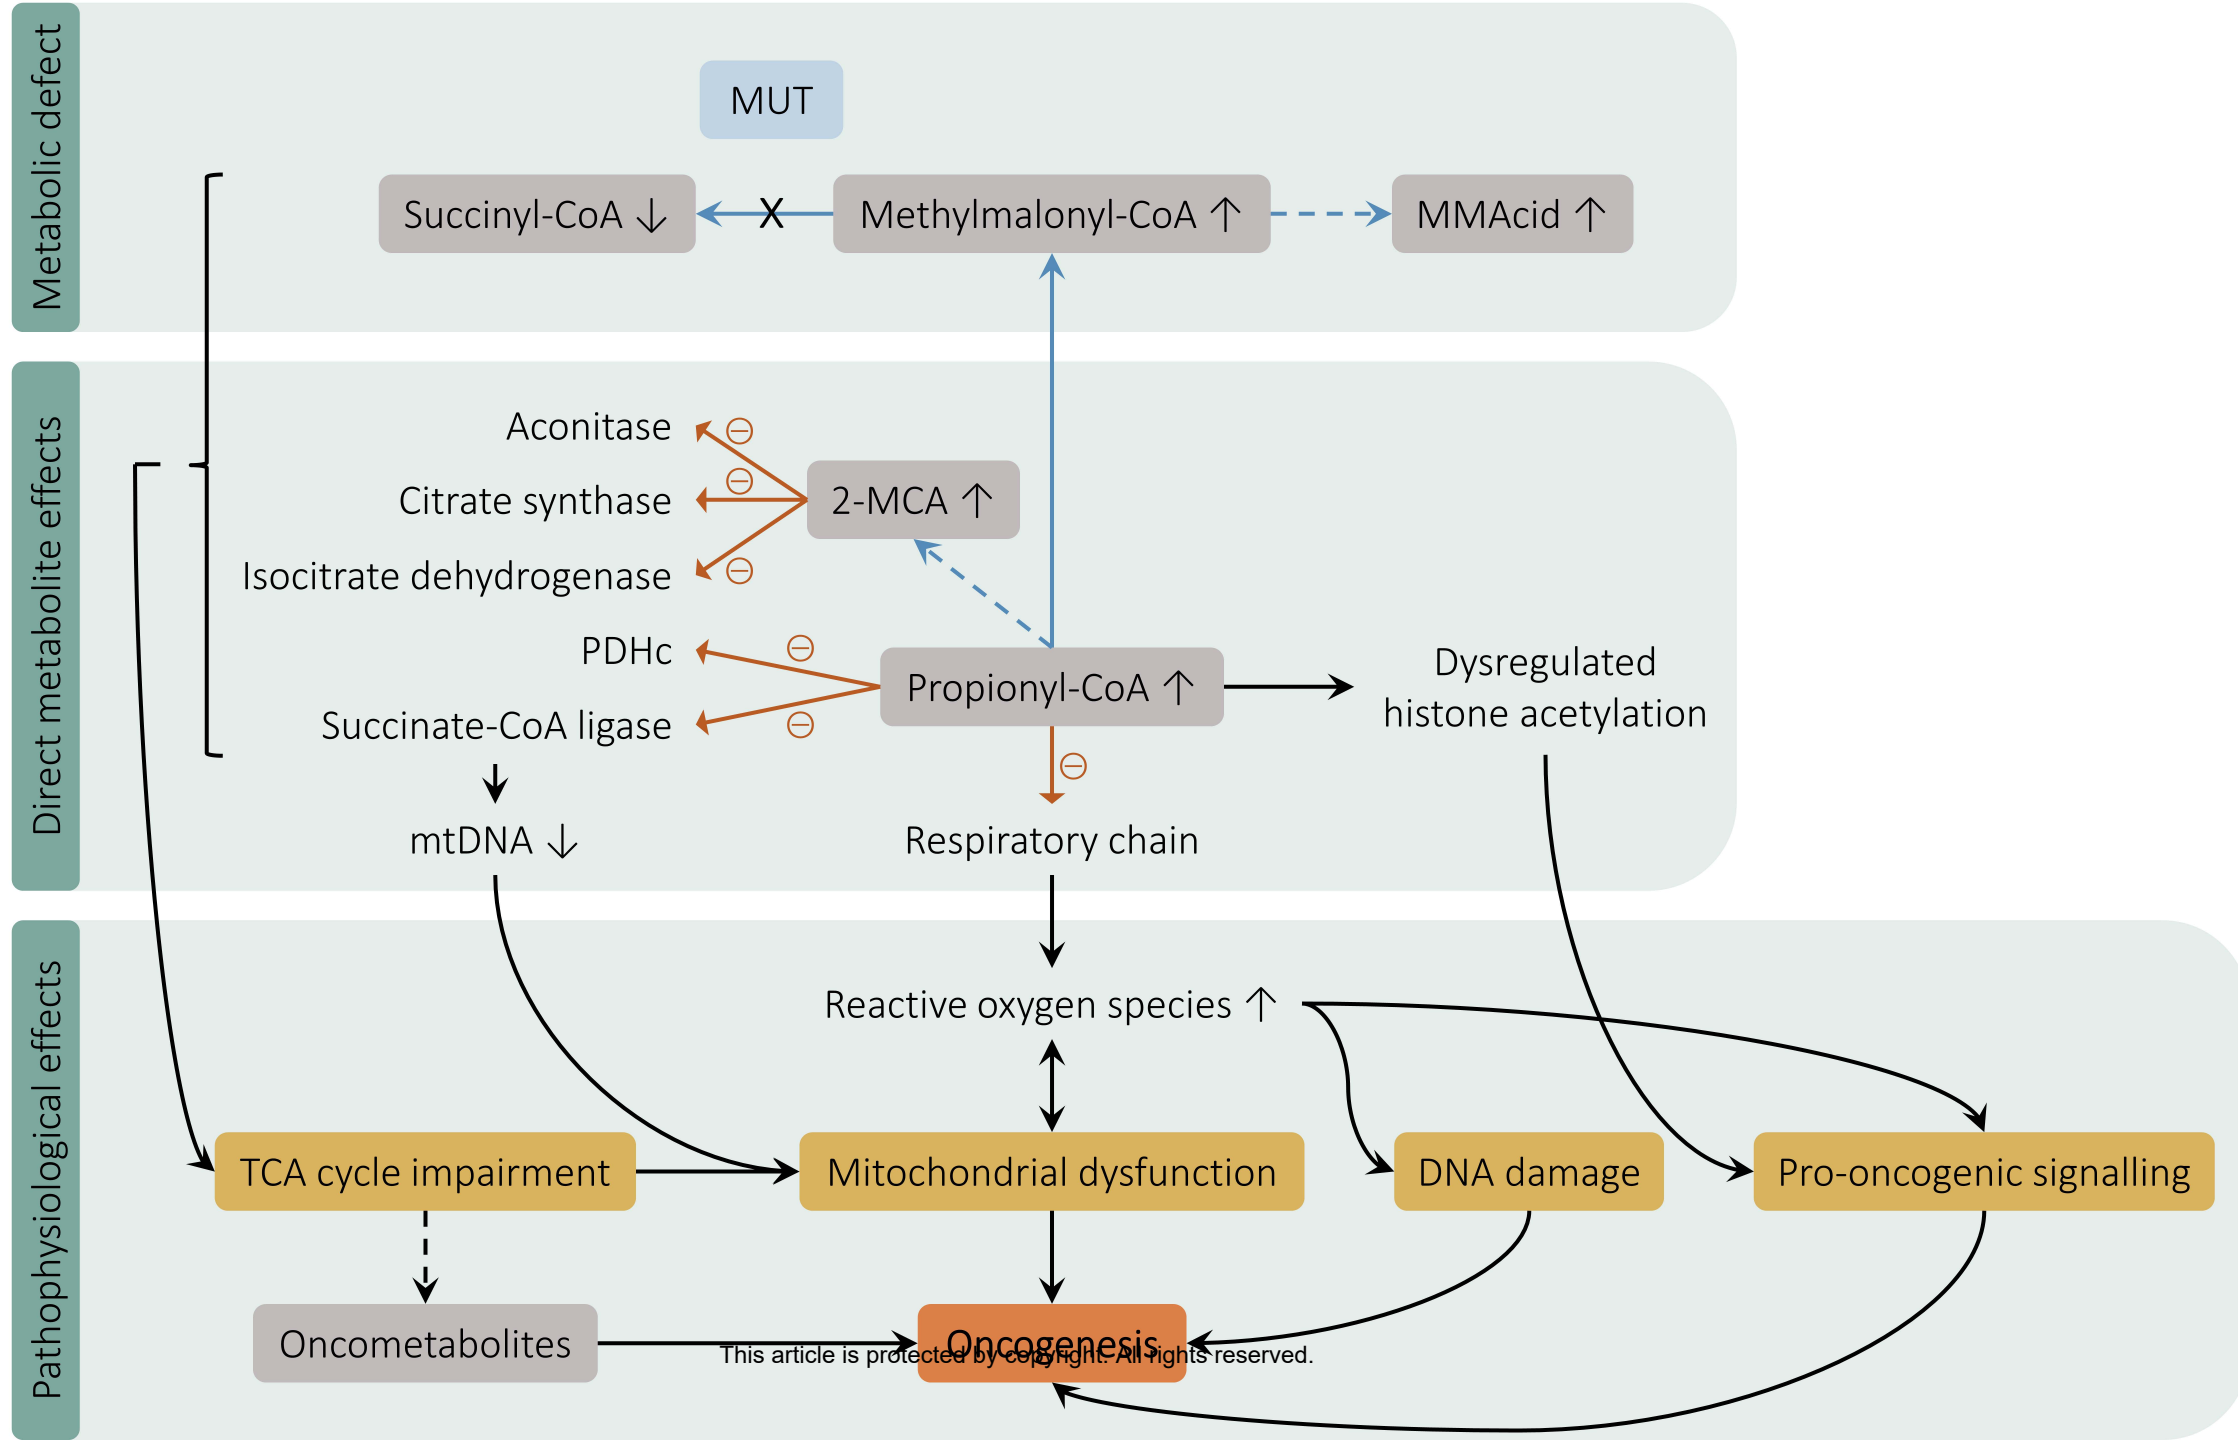 Metabolic defect
MUT
Succinyl-CoA ↓
X
Methylmalonyl-CoA ↑
MMAcid ↑
Direct metabolite effects
Aconitase
Citrate synthase
Isocitrate dehydrogenase
2-MCA ↑
PDHc
Succinate-CoA ligase
Propionyl-CoA ↑
Dysregulated
histone acetylation
mtDNA ↓
Respiratory chain
Pathophysiological effects
Reactive oxygen species ↑
TCA cycle impairment
Mitochondrial dysfunction
DNA damage
Pro-oncogenic signalling
Oncometabolites
Oncogenesis
This article is protected by copyright. All rights reserved.